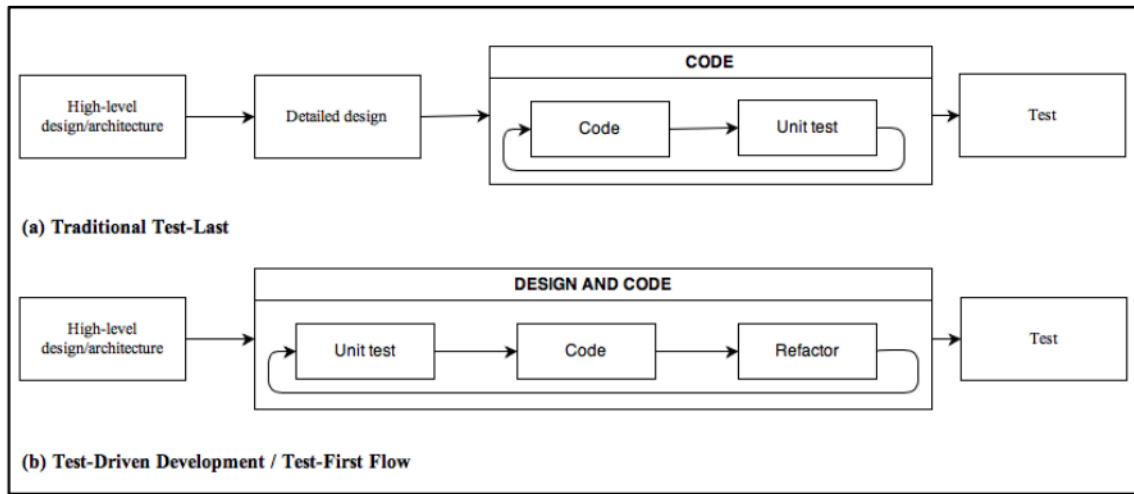 CODE
High-level
design/architecture
Detailed design
Code
Unit test
Test
(a) Traditional Test-Last
DESIGN AND CODE
High-level
design/architecture
Unit test
Code
Refactor
Test
(b) Test-Driven Development / Test-First Flow